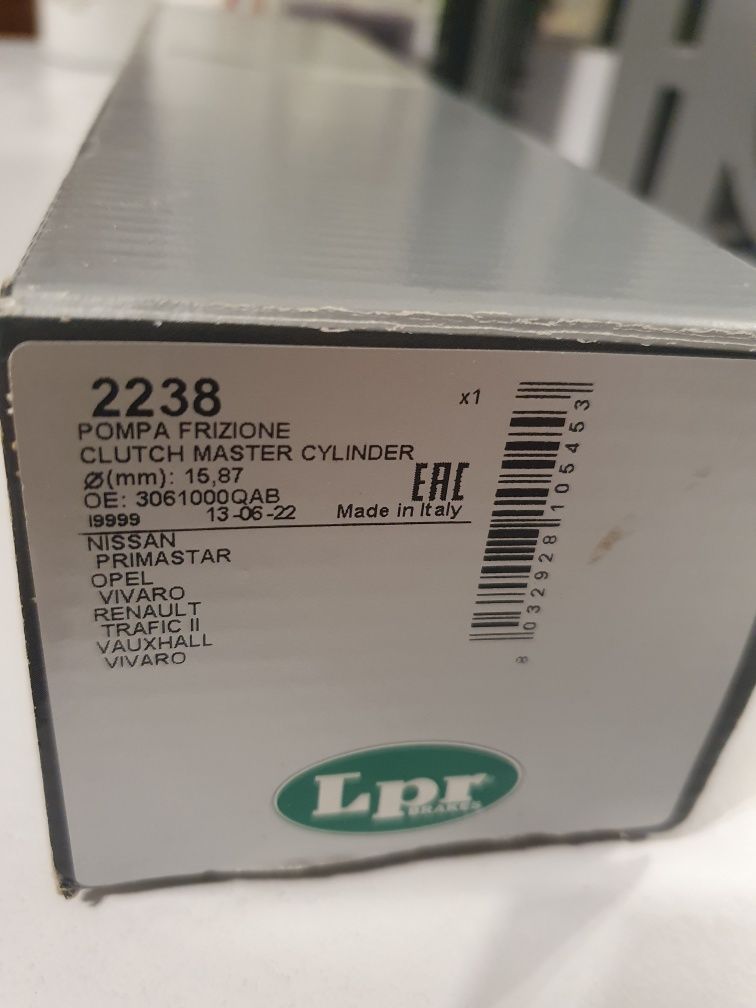 2238
x1
POMPA FRIZIONE
CLUTCH MASTER CYLINDER
Ø(mm): 15,87
EAC
OE: 3061000QAB
I9999 13-06-22 Made in Italy
NISSAN
PRIMASTAR
OPEL
VIVARO
RENAULT
TRAFIC II
VAUXHALL
VIVARO
8 032928 105453
Lpr
BRAKES